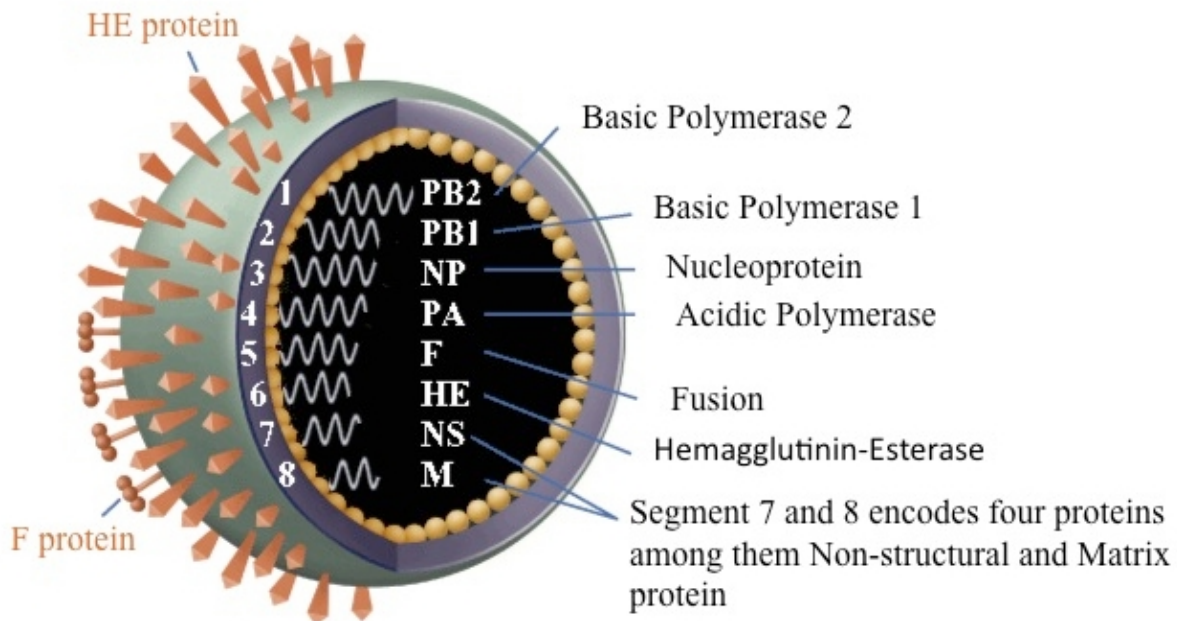 HE protein
Basic Polymerase 2
1 PB2
Basic Polymerase 1
2 PB1
3 NP Nucleoprotein
4 PA Acidic Polymerase
5 F
Fusion
6 HE
Hemagglutinin-Esterase
7 NS
8 M
Segment 7 and 8 encodes four proteins
among them Non-structural and Matrix
protein
F protein